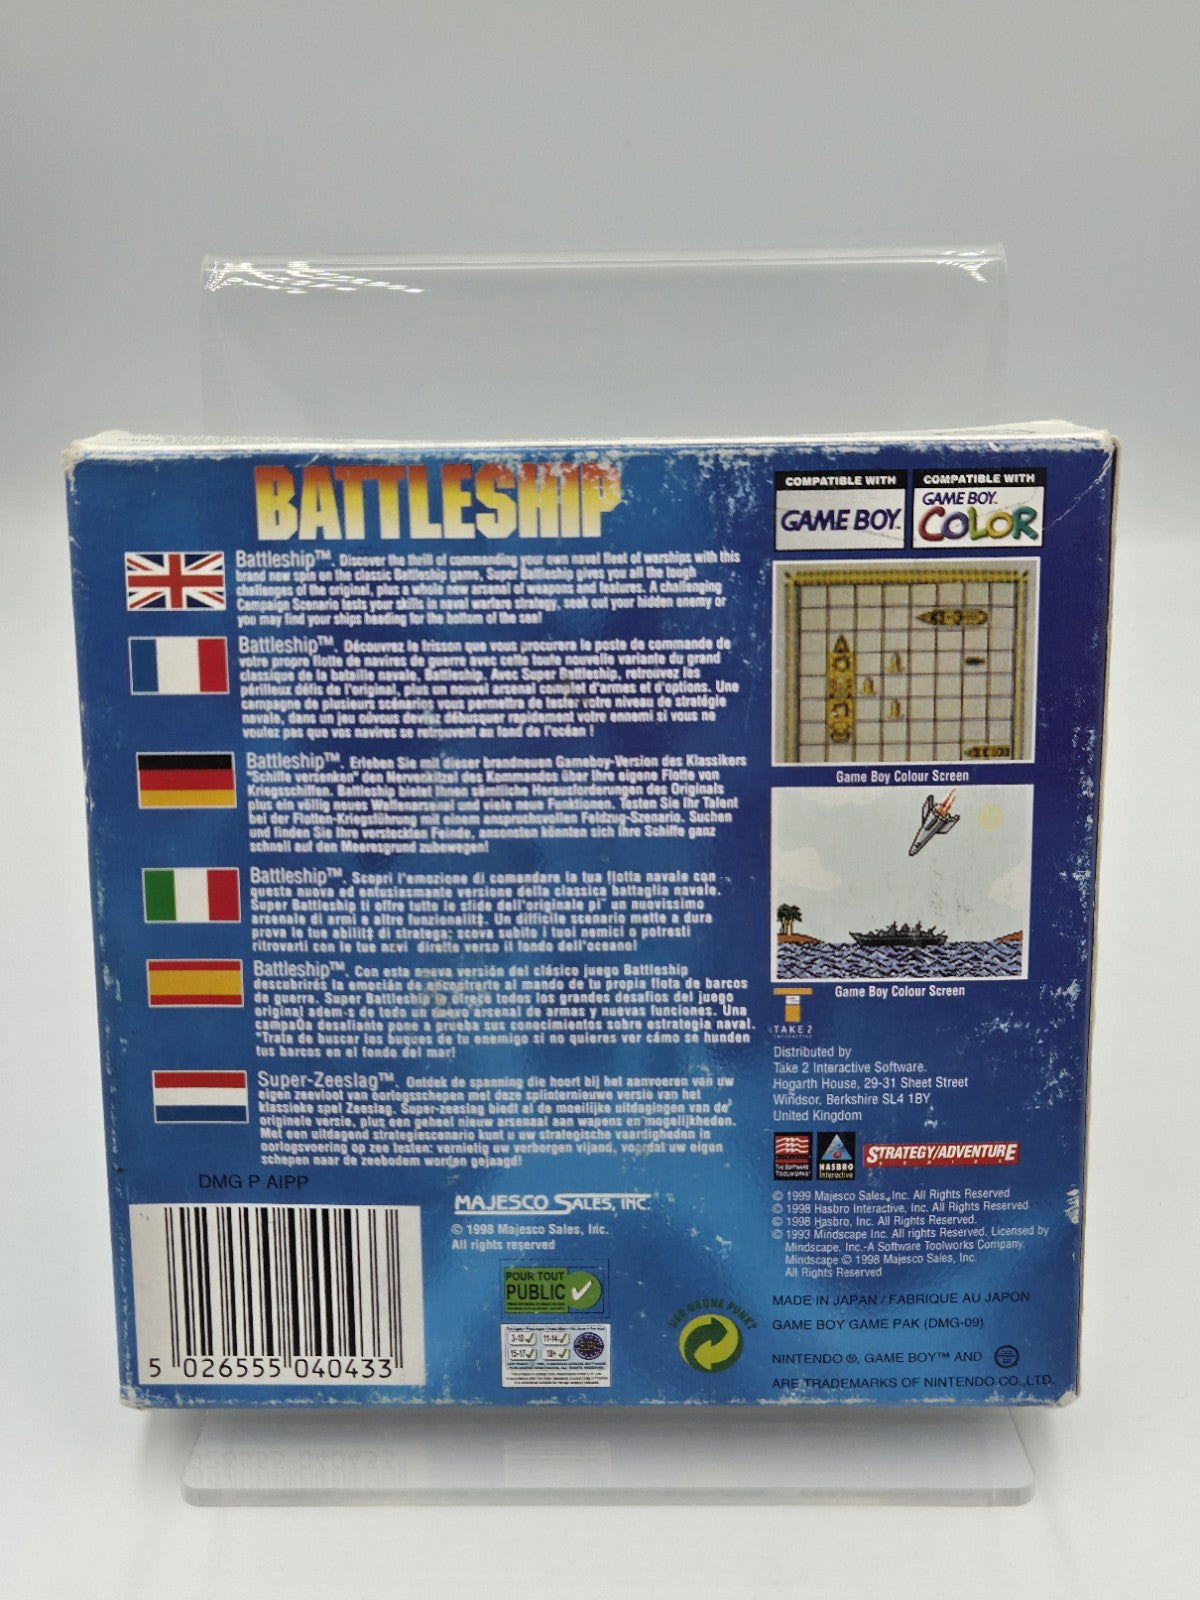 BATTLESHIP
Battleship™. Discover the thrill of commanding your own naval fleet of warships with this
brand new spin on the classic Battleship game. Super Battleship gives you all the tough
challenges of the original, plus a whole new arsenal of weapons and features. A challenging
Campaign Scenario tests your skills in naval warfare strategy, seek out your hidden enemy or
you may find your ships heading for the bottom of the sea!
Battleship™. Découvrez le frisson que vous procurera le poste de commande de
votre propre flotte de navires de guerre avec cette toute nouvelle variante du grand
classique de la bataille navale, Battleship. Avec Super Battleship, retrouvez les
périlleux défis de l'original, plus un nouvel arsenal complet d'armes et d'options. Une
campagne de plusieurs scénarios vous permettra de tester votre niveau de stratégie
navale, dans un jeu oûvous devriez débusquer rapidement votre ennemi si vous ne
voulez pas que vos navires se retrouvent au fond de l'océan !
Battleship™. Erleben Sie mit dieser brandneuen Gameboy-Version des Klassikers
"Schiffe versenken" den Nervenkitzel des Kommandos über Ihre eigene Flotte von
Kriegsschiffen. Battleship bietet Ihnen sämtliche Herausforderungen des Originals
plus ein völlig neues Waffenarsenal und viele neue Funktionen. Testen Sie Ihr Talent
bei der Flotten-Kriegsführung mit einem anspruchsvollen Feldzug-Szenario. Suchen
und finden Sie Ihre versteckten Feinde, ansonsten könnten sich Ihre Schiffe ganz
schnell auf den Meeresgrund zubewegen!
Battleship™. Scopri l'emozione di comandare la tua flotta navale con
questa nuova ed entusiasmante versione della classica battaglia navale.
Super Battleship ti offre tutte le sfide dell'originale pi" un nuovissimo
arsenale di armi e altre funzionalit‡. Un difficile scenario mette a dura
prova le tue abilit‡ di stratega: scova subito i tuoi nemici o potresti
ritrovarti con le tue nzvi dirette verso il fondo dell'oceano!
Battleship™. Con esta nueva versión del clásico juego Battleship
descubrirés la emoción de encontrarte al mando de tu propia flota de barcos
de guerra. Super Battleship te ofrece todos los grandes desafíos del juego
original adem-s de todo un nuevo arsenal de armas y nuevas funciones. Una
campaÒa desafiante pone a prueba sus conocimientos sobre estrategia naval.
"Trata de buscar los buques de tu enemigo si no quieres ver cámo se hunden
tus barcos en el fondo del mar!
Super-Zeeslag™. Ontdek de spanning die hoort bij het aanvoeren van uw
eigen zeevloot van oorlogsschepen met deze splinternieuwe versie van het
klassieke spel Zeeslag. Super-zeeslag biedt al de moeilijke uitdagingen van de
originele versie, plus een geheel nieuw arsenaal aan wapens en mogelijkheden.
Met een uitdagend strategiescenario kunt u uw strategische vaardigheden in
oorlogsvoering op zee testen: vernietig uw verborgen vijand, voordat uw eigen
schepen naar de zeebodem worden gejaagd!
DMG P AIPP
5 026555 040433
MAJESCO SALES, INC.
© 1998 Majesco Sales, Inc.
All rights reserved
POUR TOUT
PUBLIC
3-10 11-14
15-17 18+
DER GRÜNE PUNKT
COMPATIBLE WITH
GAME BOY
COMPATIBLE WITH
GAME BOY
COLOR
Game Boy Colour Screen
Game Boy Colour Screen
TAKE 2
INTERACTIVE
Distributed by
Take 2 Interactive Software.
Hogarth House, 29-31 Sheet Street
Windsor, Berkshire SL4 1BY
United Kingdom
THE SOFTWARE
TOOLWORKS
HASBRO
Interactive
STRATEGY/ADVENTURE
SERIES
© 1999 Majesco Sales, Inc. All Rights Reserved
© 1998 Hasbro Interactive, Inc. All Rights Reserved
© 1998 Hasbro, Inc. All Rights Reserved.
© 1993 Mindscape Inc. All rights reserved. Licensed by
Mindscape, Inc.-A Software Toolworks Company.
Mindscape © 1998 Majesco Sales, Inc.
All Rights Reserved
MADE IN JAPAN / FABRIQUE AU JAPON
GAME BOY GAME PAK (DMG-09)
NINTENDO ®, GAME BOY™ AND
ARE TRADEMARKS OF NINTENDO CO.,LTD.